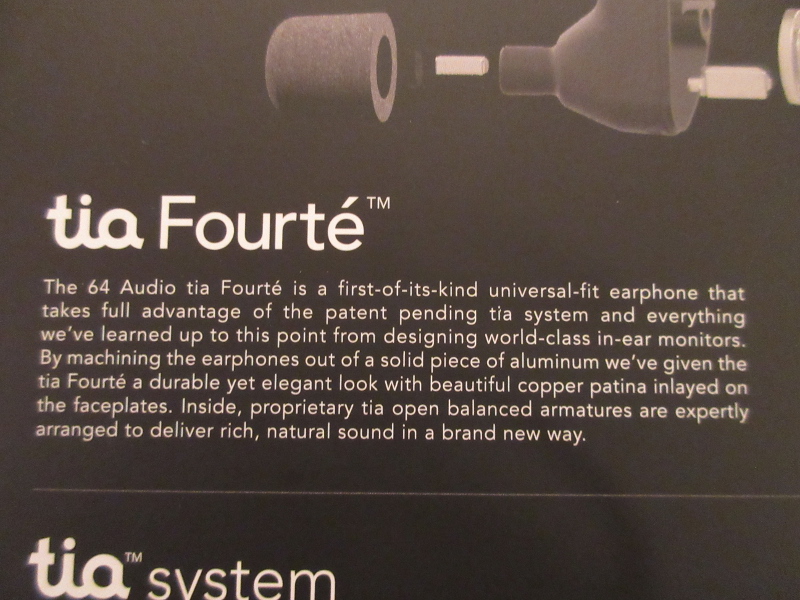 tia Fourté™
The 64 Audio tia Fourté is a first-of-its-kind universal-fit earphone that
takes full advantage of the patent pending tia system and everything
we've learned up to this point from designing world-class in-ear monitors.
By machining the earphones out of a solid piece of aluminum we've given the
tia Fourté a durable yet elegant look with beautiful copper patina inlayed on
the faceplates. Inside, proprietary tia open balanced armatures are expertly
arranged to deliver rich, natural sound in a brand new way.
tia™ system